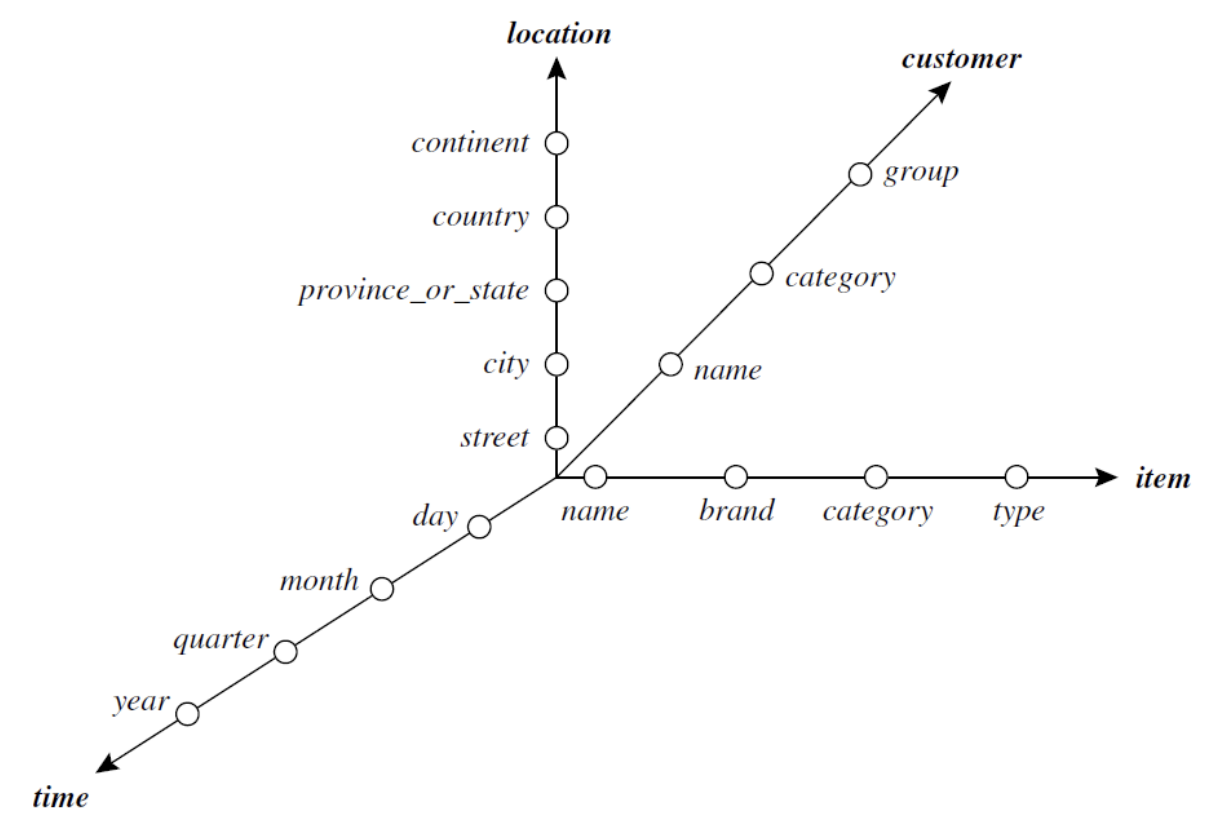 location
customer
continent
group
country
category
province_or_state
city
name
street
item
name
brand
category
type
day
month
quarter
year
time